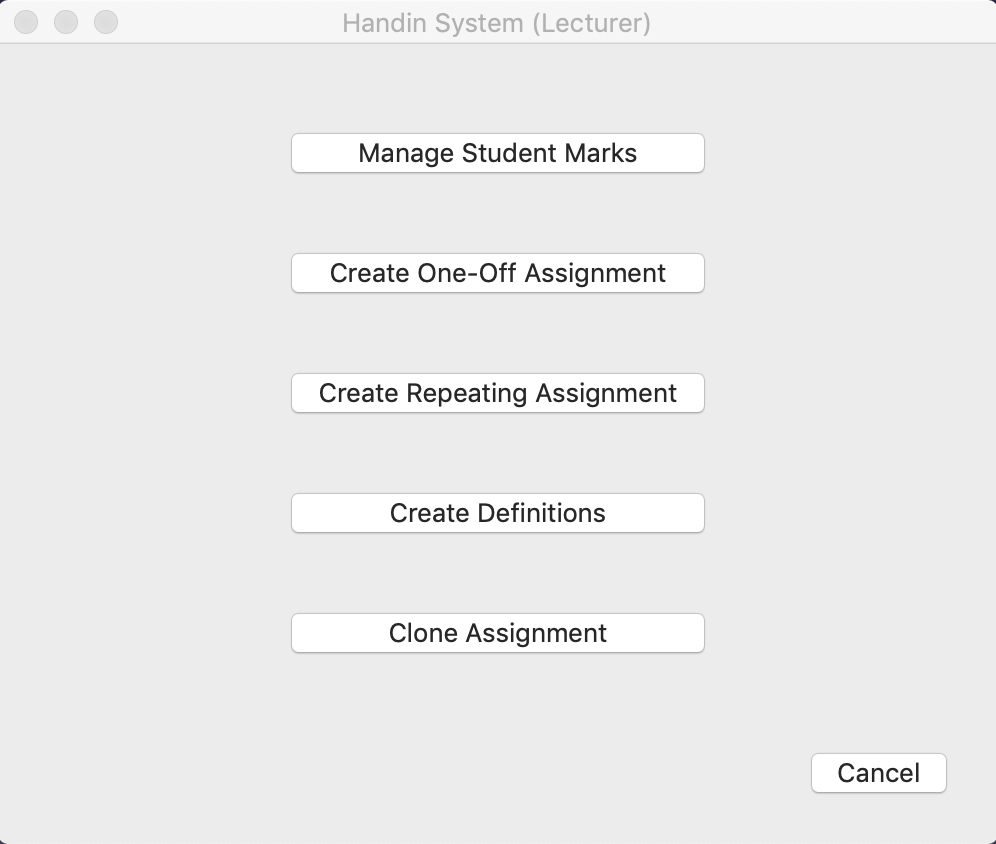 Handin System (Lecturer)
Manage Student Marks
Create One-Off Assignment
Create Repeating Assignment
Create Definitions
Clone Assignment
Cancel